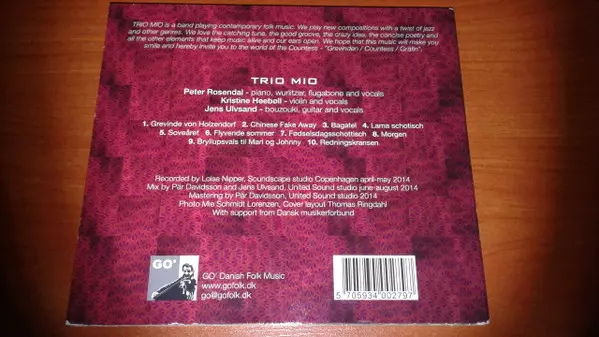 TRIO MIO is a band playing contemporary folk music. We play new compositions with a twist of jazz
and other genres. We love the catching tune, the good groove, the crazy idea, the concise poetry and
all the other elements that keep music alive and our ears open. We hope that this music will make you
smile and hereby invite you to the world of the Countess - "Grevinden / Countess / Gräfin".
TRIO MIO
Peter Rosendal - piano, wurlitzer, flugabone and vocals
Kristine Heebøll - violin and vocals
Jens Ulvsand - bouzouki, guitar and vocals
1. Grevinde von Holzendorf 2. Chinese Fake Away 3. Bagatel 4. Lama schotisch
5. Soveåret 6. Flyvende sommer 7. Fødselsdagsschottisch 8. Morgen
9. Bryllupsvals til Mari og Johnny 10. Redningskransen
Recorded by Loise Nipper, Soundscape studio Copenhagen april-may 2014
Mix by Pär Davidsson and Jens Ulvsand, United Sound studio june-august 2014
Mastering by Pär Davidsson, United Sound studio 2014
Photo Mie Schmidt Lorenzen, Cover layout Thomas Ringdahl
With support from Dansk musikerforbund
GO'
GO' Danish Folk Music
www.gofolk.dk
go@gofolk.dk
5 705934 002797